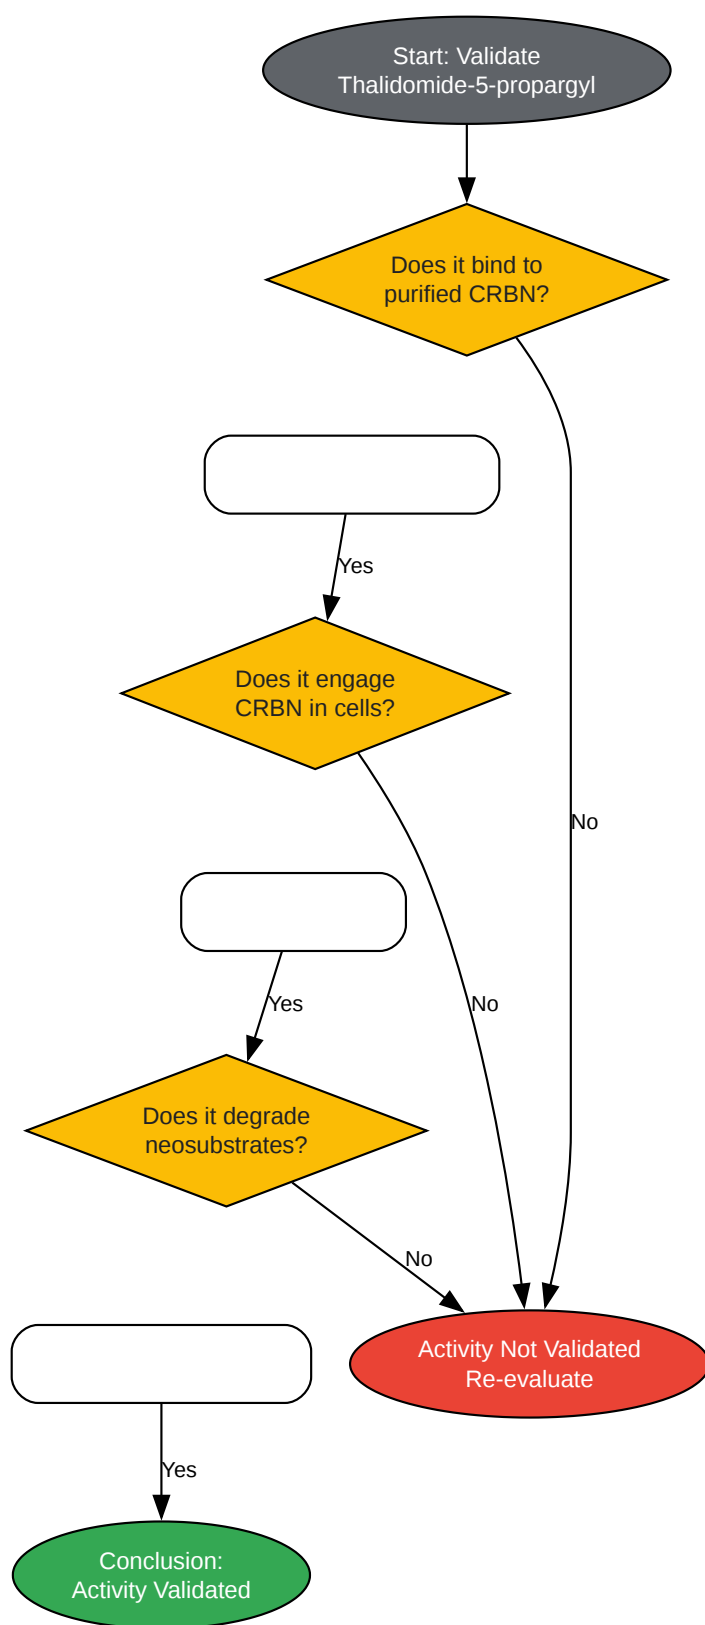 Start: Validate
Thalidomide-5-propargyl
Does it bind to
purified CRBN?
Yes
Does it engage
CRBN in cells?
No
Yes
No
Does it degrade
neosubstrates?
No
Activity Not Validated
Re-evaluate
Yes
Conclusion:
Activity Validated